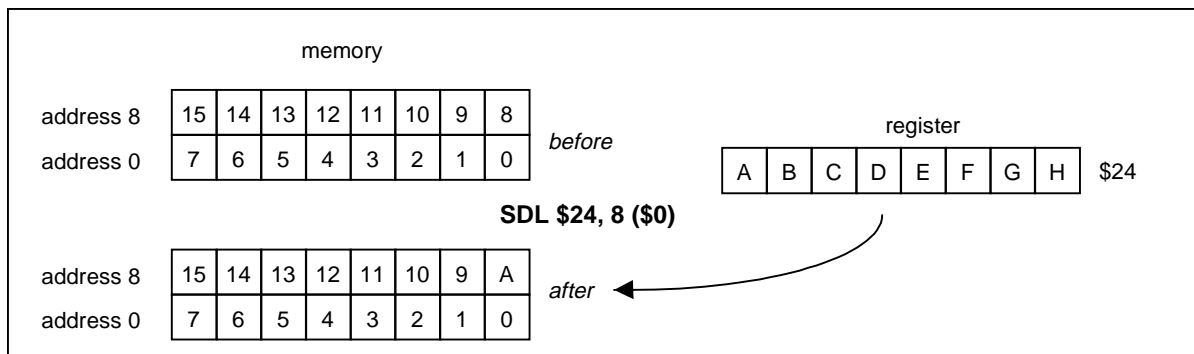 memory
address 8 15 14 13 12 11 10 9 8
address 0 7 6 5 4 3 2 1 0
before
register
A B C D E F G H $24
SDL $24, 8 ($0)
address 8 15 14 13 12 11 10 9 A
address 0 7 6 5 4 3 2 1 0
after